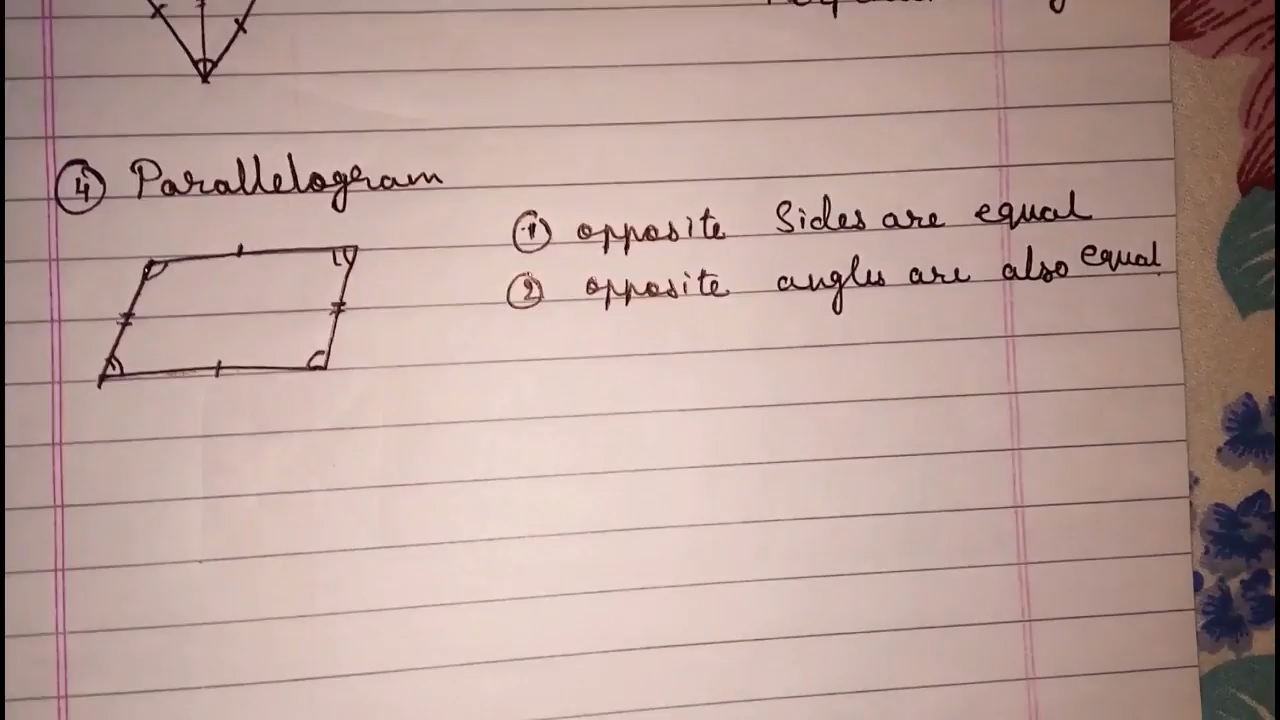 ④ Parallelogram
① opposite Sides are equal
② opposite angles are also equal